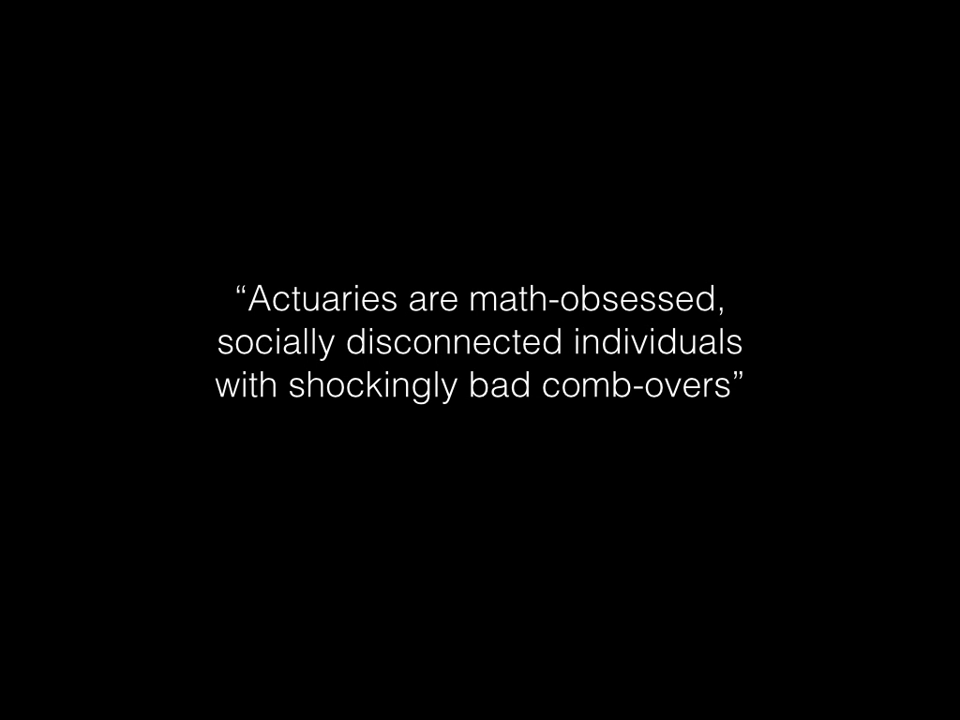 “Actuaries are math-obsessed,
socially disconnected individuals
with shockingly bad comb-overs”